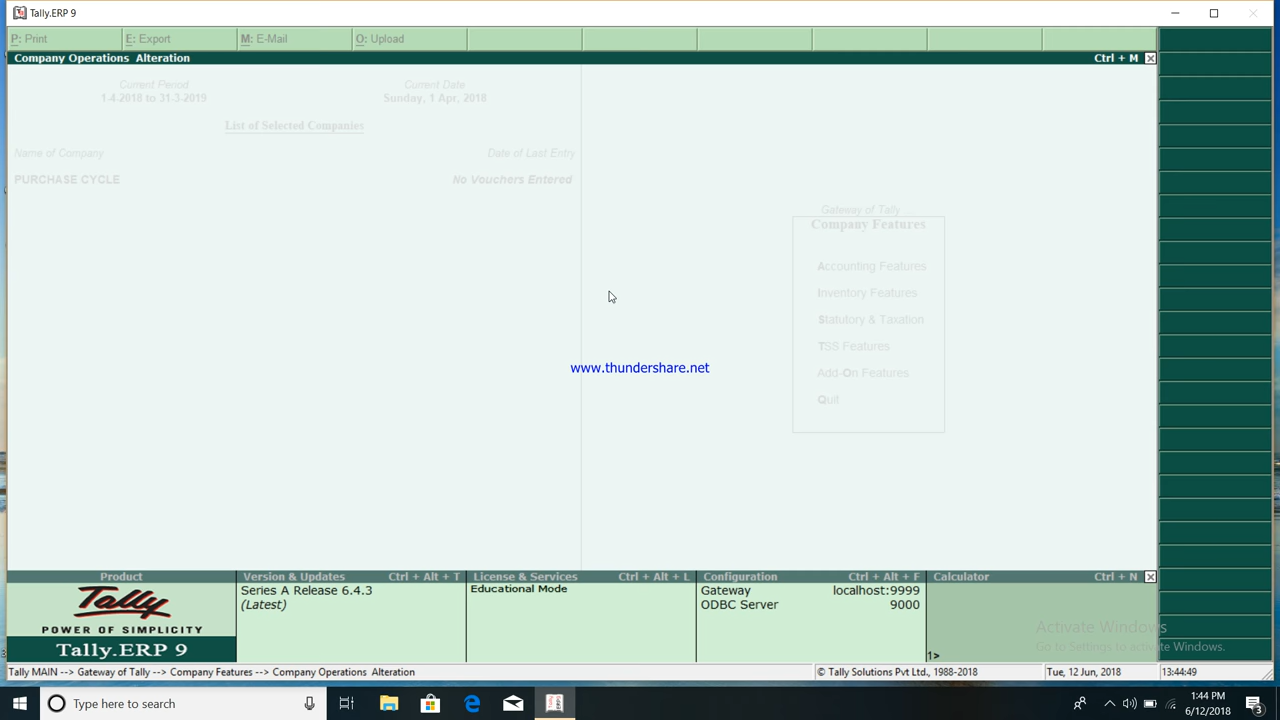 Tally.ERP 9
P: Print
E: Export
M: E-Mail
O: Upload
Company Operations Alteration
Ctrl + M
Current Period
1-4-2018 to 31-3-2019
Current Date
Sunday, 1 Apr, 2018
List of Selected Companies
Name of Company
Date of Last Entry
PURCHASE CYCLE
No Vouchers Entered
Gateway of Tally ...
Company Features
Accounting Features
Inventory Features
Statutory & Taxation
TSS Features
Add-On Features
Quit
www.thundershare.net
Product
Tally
POWER OF SIMPLICITY
Tally.ERP 9
Version & Updates
Ctrl + Alt + T
Series A Release 6.4.3
(Latest)
License & Services
Ctrl + Alt + L
Educational Mode
Configuration
Ctrl + Alt + F
Gateway
localhost:9999
ODBC Server
9000
Calculator
Ctrl + N
1>
Activate Windows
Go to Settings to activate Windows.
Tally MAIN --> Gateway of Tally --> Company Features --> Company Operations Alteration
© Tally Solutions Pvt Ltd., 1988-2018
Tue, 12 Jun, 2018
13:44:49
Type here to search
1:44 PM
6/12/2018
3